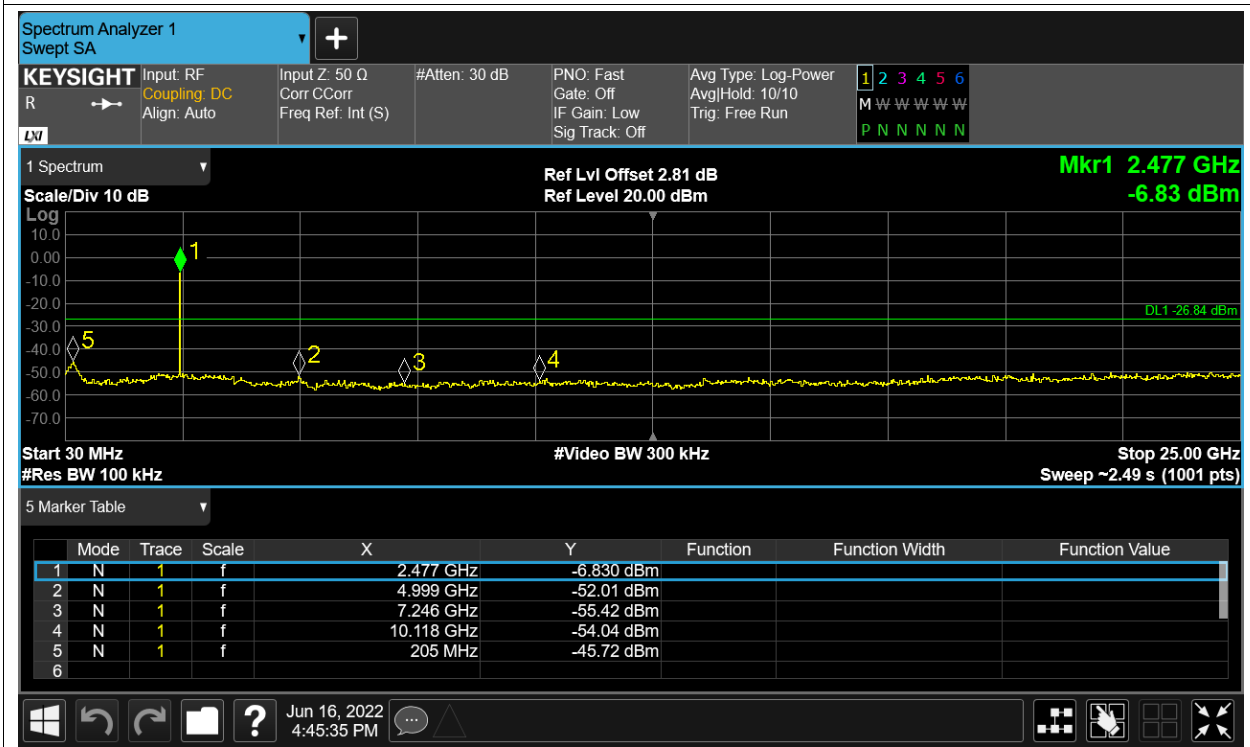 Spectrum Analyzer 1
Swept SA
KEYSIGHT
R
LXI
Input: RF
Coupling: DC
Align: Auto
Input Z: 50 Ω
Corr CCorr
Freq Ref: Int (S)
#Atten: 30 dB
PNO: Fast
Gate: Off
IF Gain: Low
Sig Track: Off
Avg Type: Log-Power
Avg|Hold: 10/10
Trig: Free Run
1 2 3 4 5 6
M W W W W W
P N N N N N
1 Spectrum
Scale/Div 10 dB
Ref Lvl Offset 2.81 dB
Ref Level 20.00 dBm
Mkr1 2.477 GHz
-6.83 dBm
Log
10.0
0.00
-10.0
-20.0
-30.0
-40.0
-50.0
-60.0
-70.0
1
DL1 -26.84 dBm
5
2
3
4
Start 30 MHz
#Video BW 300 kHz
Stop 25.00 GHz
#Res BW 100 kHz
Sweep ~2.49 s (1001 pts)
5 Marker Table
Mode Trace Scale X Y Function Function Width Function Value
1 N 1 f 2.477 GHz -6.830 dBm
2 N 1 f 4.999 GHz -52.01 dBm
3 N 1 f 7.246 GHz -55.42 dBm
4 N 1 f 10.118 GHz -54.04 dBm
5 N 1 f 205 MHz -45.72 dBm
6
?
Jun 16, 2022
4:45:35 PM